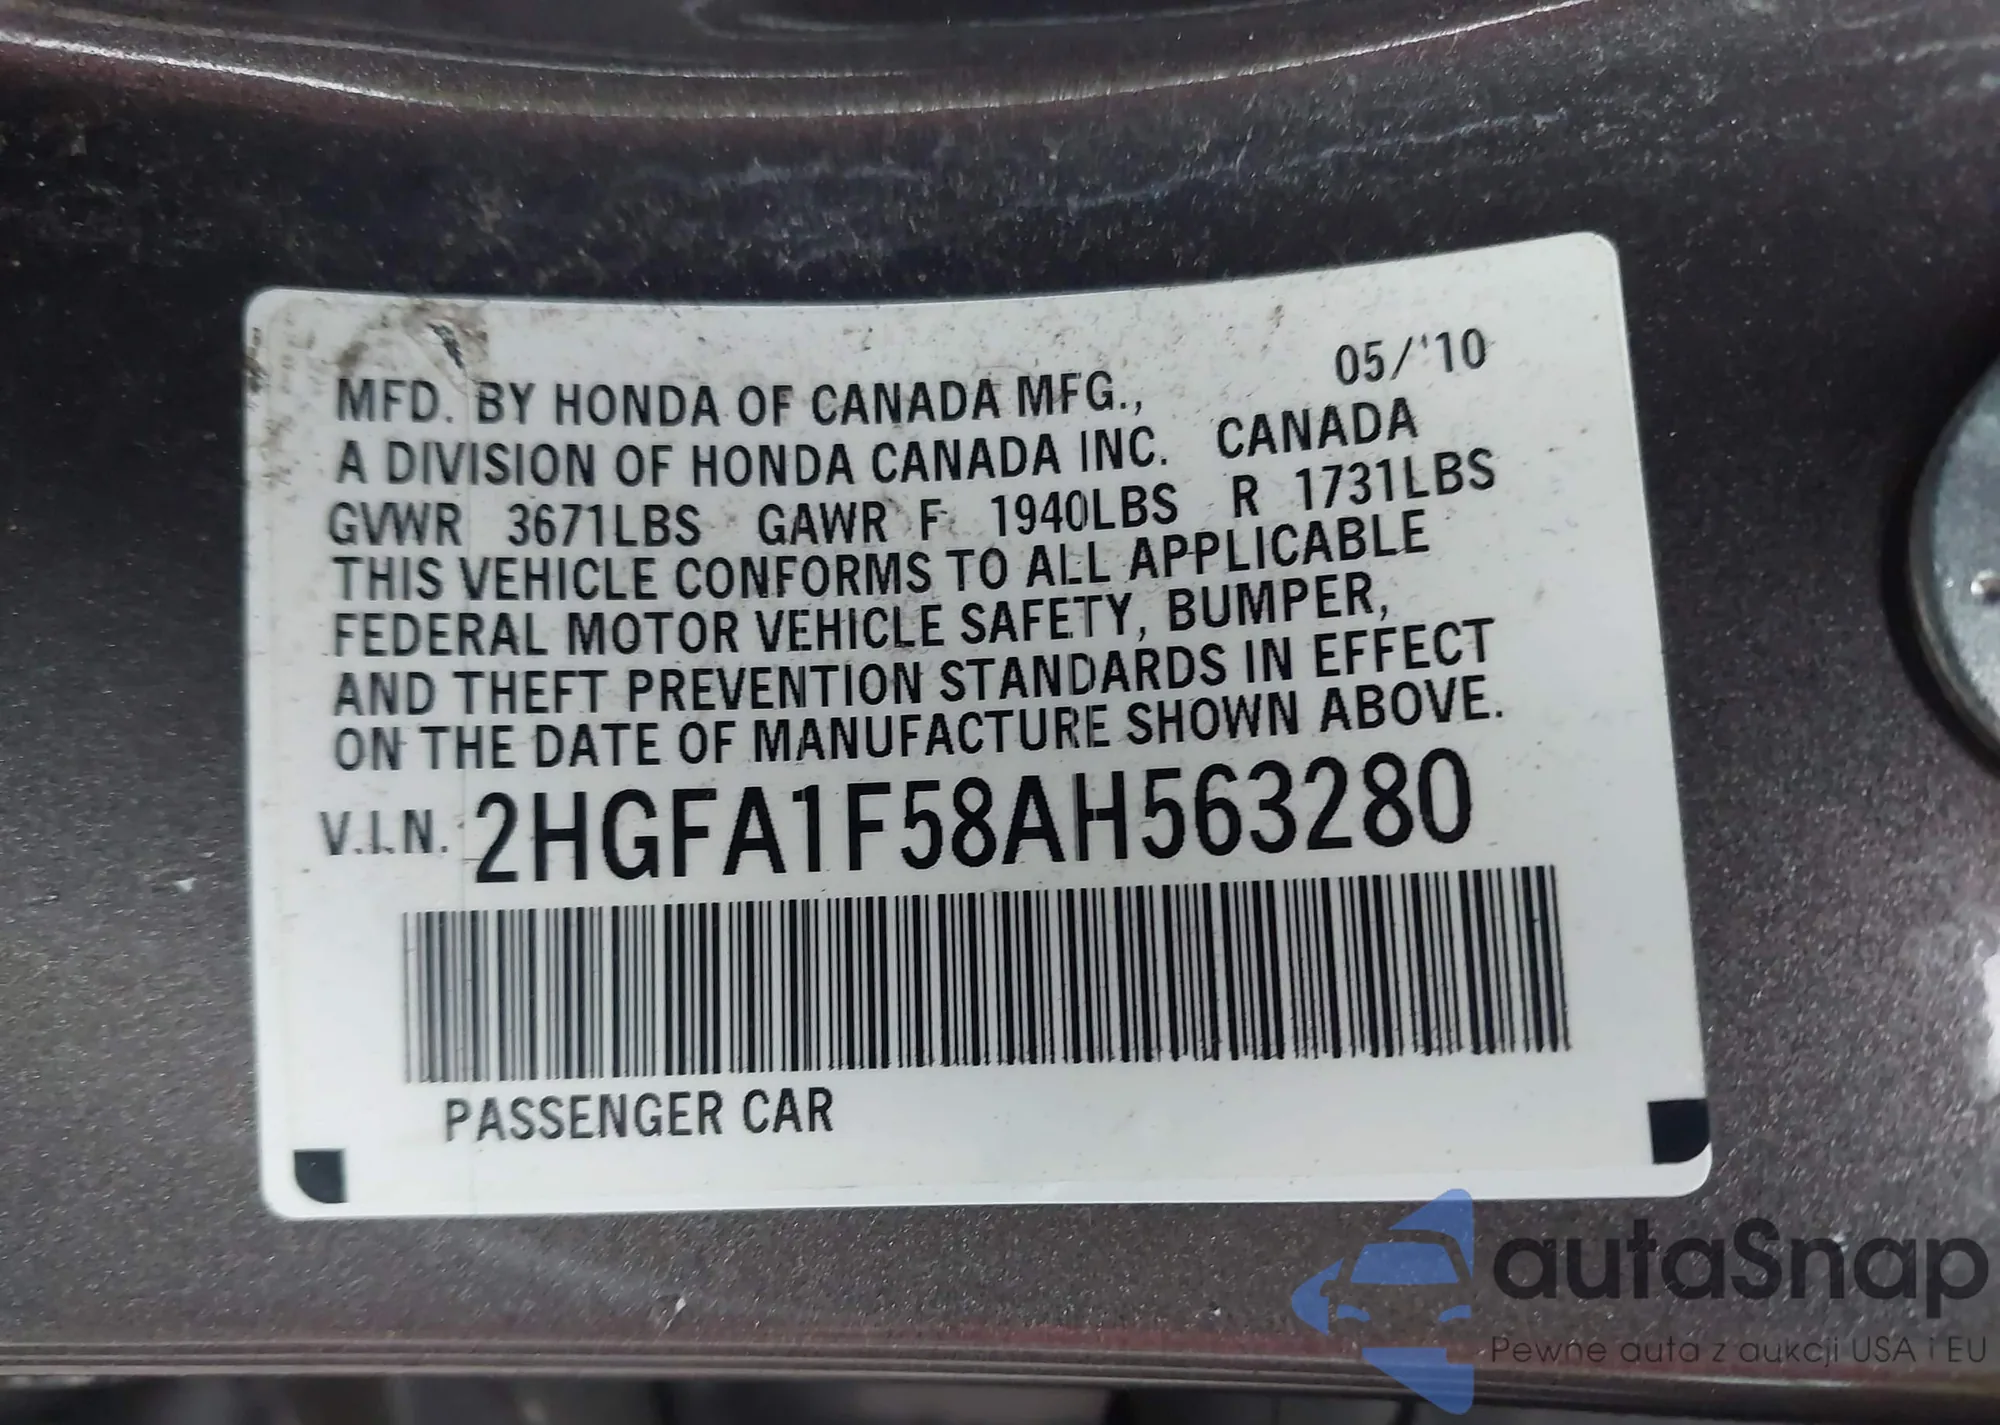 05/'10
MFD. BY HONDA OF CANADA MFG.,
A DIVISION OF HONDA CANADA INC. CANADA
GVWR 3671LBS GAWR F 1940LBS R 1731LBS
THIS VEHICLE CONFORMS TO ALL APPLICABLE
FEDERAL MOTOR VEHICLE SAFETY, BUMPER,
AND THEFT PREVENTION STANDARDS IN EFFECT
ON THE DATE OF MANUFACTURE SHOWN ABOVE.
V.I.N. 2HGFA1F58AH563280
PASSENGER CAR
autaSnap
Pewne auta z aukcji USA i EU